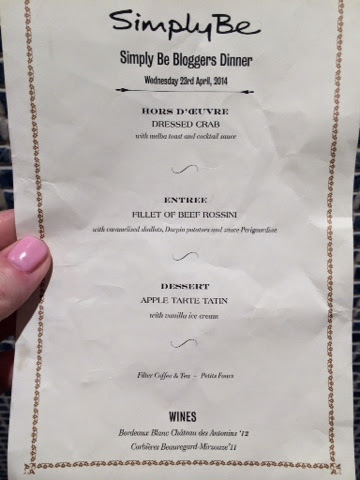 SimplyBe
Simply Be Bloggers Dinner
Wednesday 23rd April, 2014
HORS D'ŒUVRE
DRESSED CRAB
with melba toast and cocktail sauce
ENTREE
FILLET OF BEEF ROSSINI
with caramelized shallots, Daupin potatoes and sauce Perigourdine
DESSERT
APPLE TARTE TATIN
with vanilla ice cream
Filter Coffee & Tea ~ Petits Fours
WINES
Bordeaux Blanc Château des Antonins '12
Corbières Beauregard-Mirouse '11